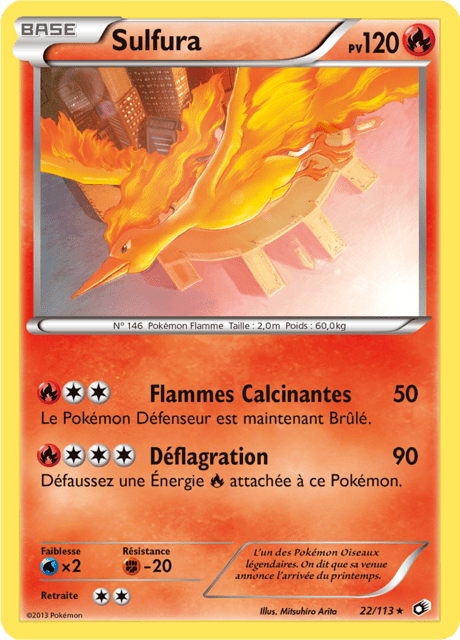 BASE Sulfura PV120
N° 146 Pokémon Flamme Taille : 2,0m Poids : 60,0kg
Flammes Calcinantes 50
Le Pokémon Défenseur est maintenant Brûlé.
Déflagration 90
Défaussez une Énergie attachée à ce Pokémon.
Faiblesse Résistance
×2 -20
Retraite
L'un des Pokémon Oiseaux
légendaires. On dit que sa venue
annonce l'arrivée du printemps.
©2013 Pokémon Illus. Mitsuhiro Arita 22/113 ★